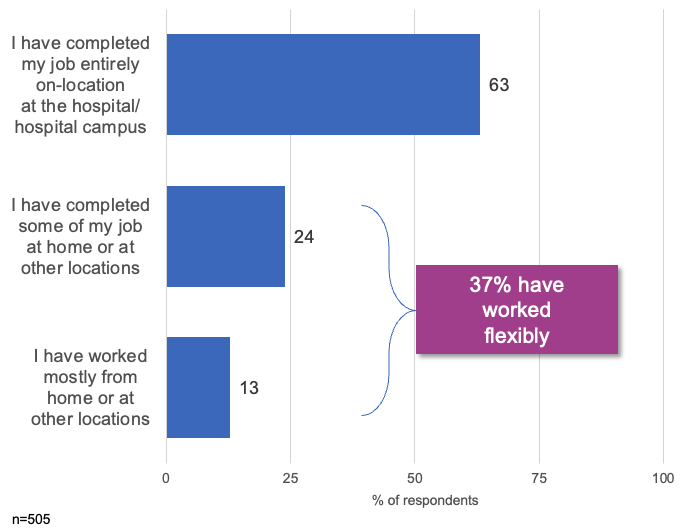 I have completed
my job entirely
on-location
at the hospital/
hospital campus
63
I have completed
some of my job
at home or at
other locations
24
37% have
worked
flexibly
I have worked
mostly from
home or at
other locations
13
0
25
50
75
100
% of respondents
n=505